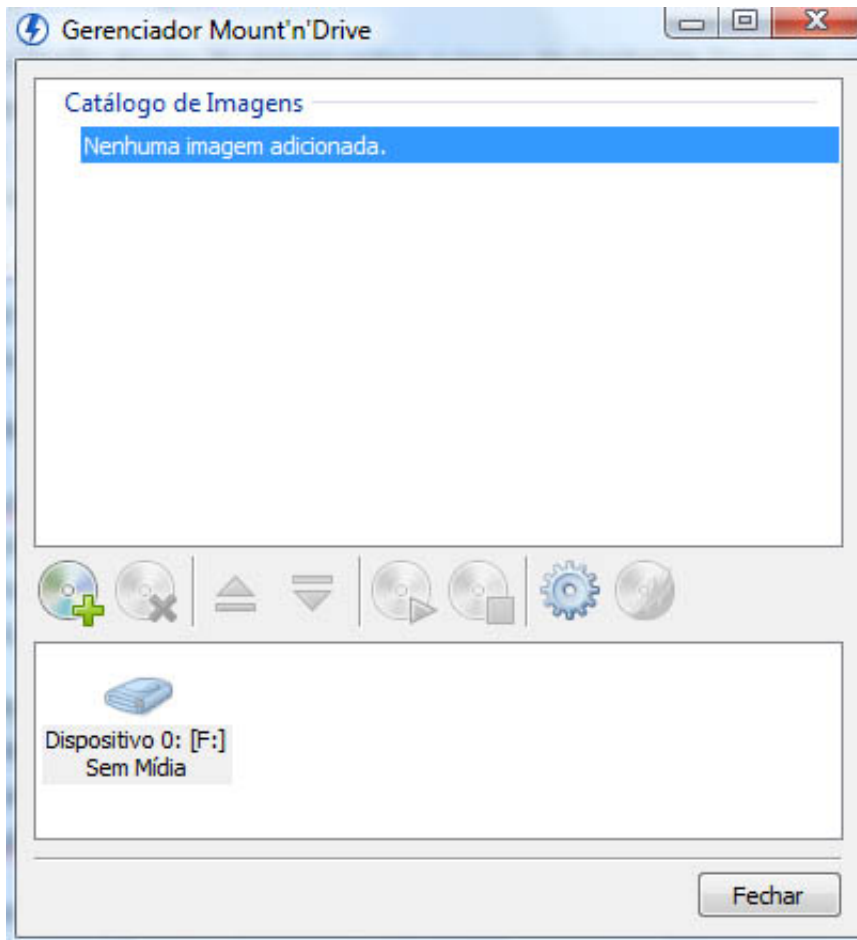 Gerenciador Mount'n'Drive
Catálogo de Imagens
Nenhuma imagem adicionada.
Dispositivo 0: [F:]
Sem Mídia
Fechar